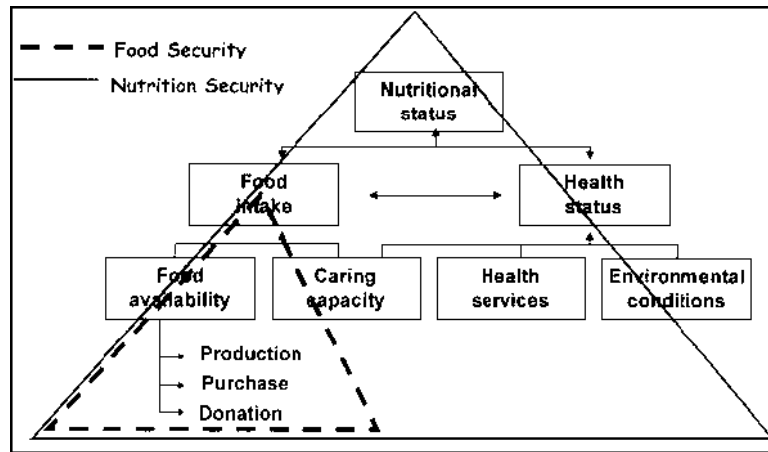 Food Security
Nutrition Security
Nutritional
status
Food
intake
Health
status
Food
availability
Caring
capacity
Health
services
Environmental
conditions
Production
Purchase
Donation